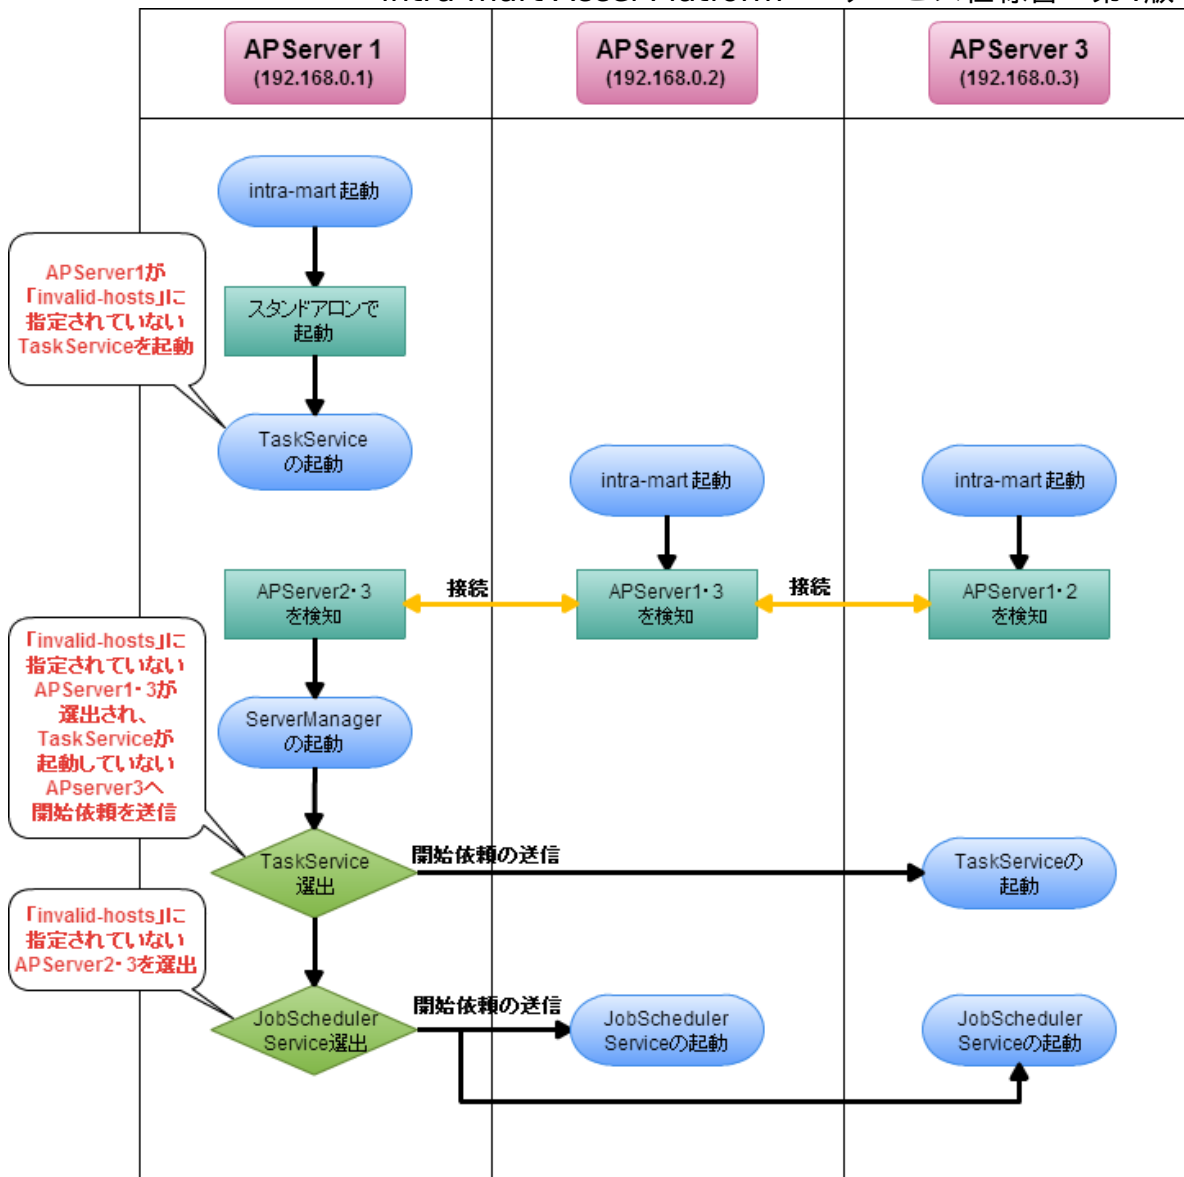 APServer 1
(192.168.0.1)
APServer 2
(192.168.0.2)
APServer 3
(192.168.0.3)
intra-mart 起動
APServer1が
「invalid-hosts」に
指定されていない
TaskServiceを起動
スタンドアロンで
起動
TaskService
の起動
intra-mart 起動
intra-mart 起動
APServer2・3
を検知
接続
APServer1・3
を検知
接続
APServer1・2
を検知
「invalid-hosts」に
指定されていない
APServer1・3が
選出され、
TaskServiceが
起動していない
APserver3へ
開始依頼を送信
ServerManager
の起動
TaskService
選出
開始依頼の送信
TaskServiceの
起動
「invalid-hosts」に
指定されていない
APServer2・3を選出
JobScheduler
Service選出
開始依頼の送信
JobScheduler
Serviceの起動
JobScheduler
Serviceの起動